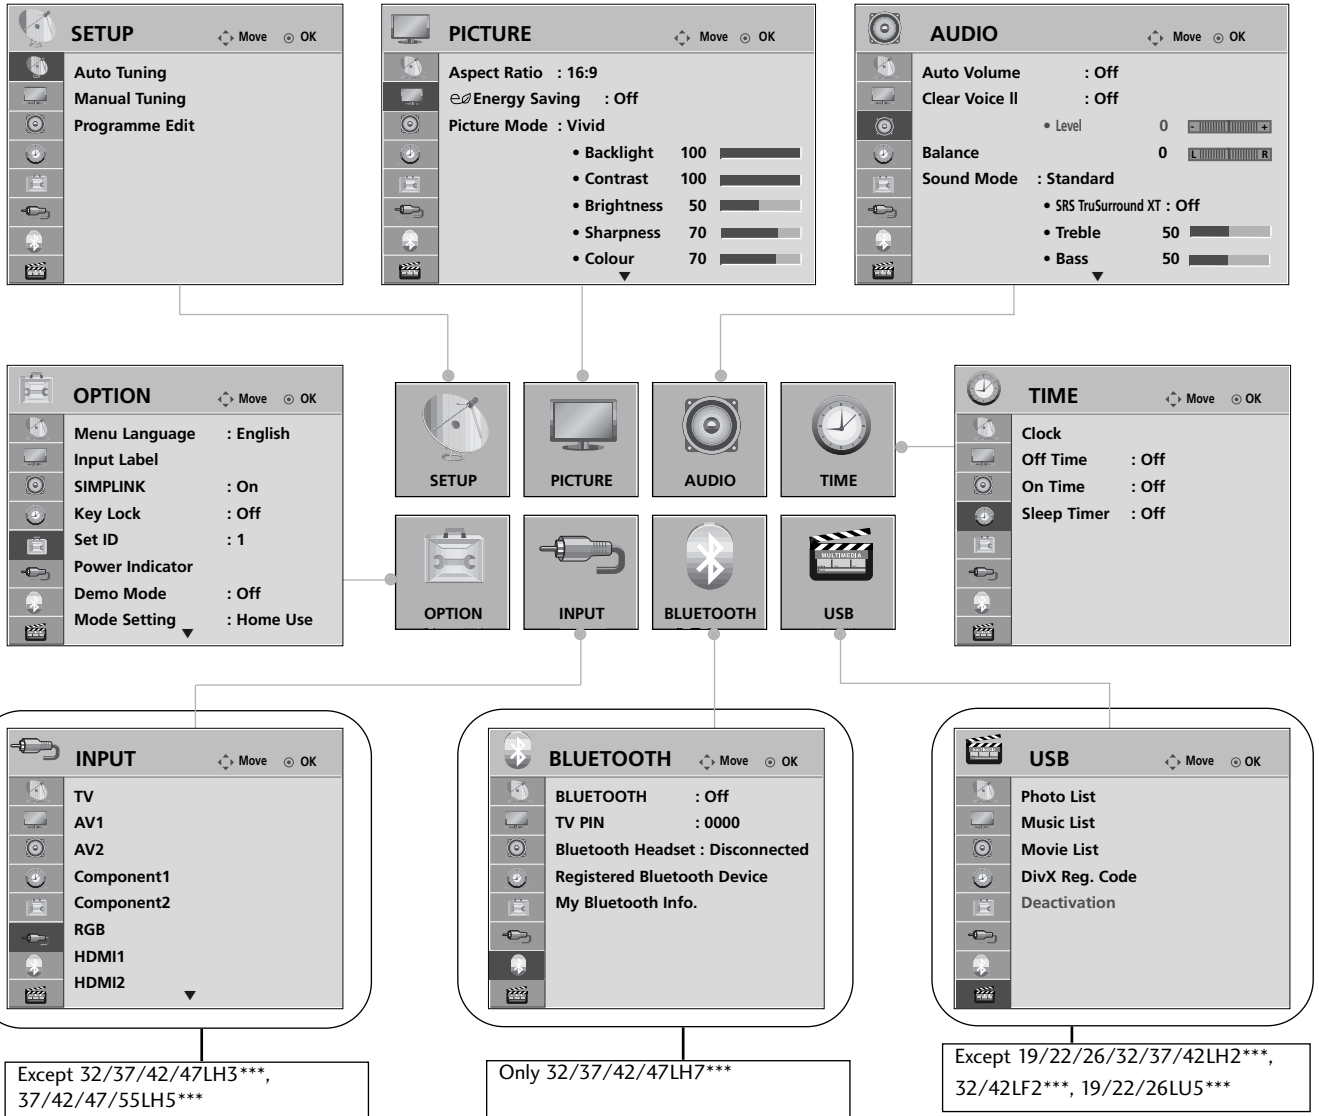 SETUP Move OK
Auto Tuning
Manual Tuning
Programme Edit
PICTURE Move OK
Aspect Ratio : 16:9
Energy Saving : Off
Picture Mode : Vivid
• Backlight 100
• Contrast 100
• Brightness 50
• Sharpness 70
• Colour 70
AUDIO Move OK
Auto Volume : Off
Clear Voice ll : Off
• Level 0 - +
Balance 0 L R
Sound Mode : Standard
• SRS TruSurround XT : Off
• Treble 50
• Bass 50
OPTION Move OK
Menu Language : English
Input Label
SIMPLINK : On
Key Lock : Off
Set ID : 1
Power Indicator
Demo Mode : Off
Mode Setting : Home Use
SETUP
PICTURE
AUDIO
TIME
OPTION
INPUT
BLUETOOTH
MULTIMEDIA
USB
TIME Move OK
Clock
Off Time : Off
On Time : Off
Sleep Timer : Off
INPUT Move OK
TV
AV1
AV2
Component1
Component2
RGB
HDMI1
HDMI2
BLUETOOTH Move OK
BLUETOOTH : Off
TV PIN : 0000
Bluetooth Headset : Disconnected
Registered Bluetooth Device
My Bluetooth Info.
USB Move OK
Photo List
Music List
Movie List
DivX Reg. Code
Deactivation
Except 32/37/42/47LH3***,
37/42/47/55LH5***
Only 32/37/42/47LH7***
Except 19/22/26/32/37/42LH2***,
32/42LF2***, 19/22/26LU5***